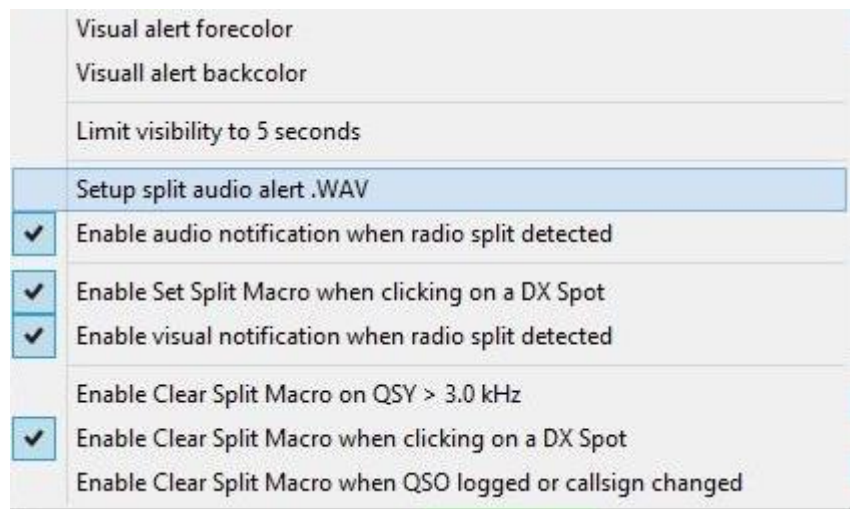 Visual alert forecolor
Visuall alert backcolor
Limit visibility to 5 seconds
Setup split audio alert .WAV
Enable audio notification when radio split detected
Enable Set Split Macro when clicking on a DX Spot
Enable visual notification when radio split detected
Enable Clear Split Macro on QSY > 3.0 kHz
Enable Clear Split Macro when clicking on a DX Spot
Enable Clear Split Macro when QSO logged or callsign changed